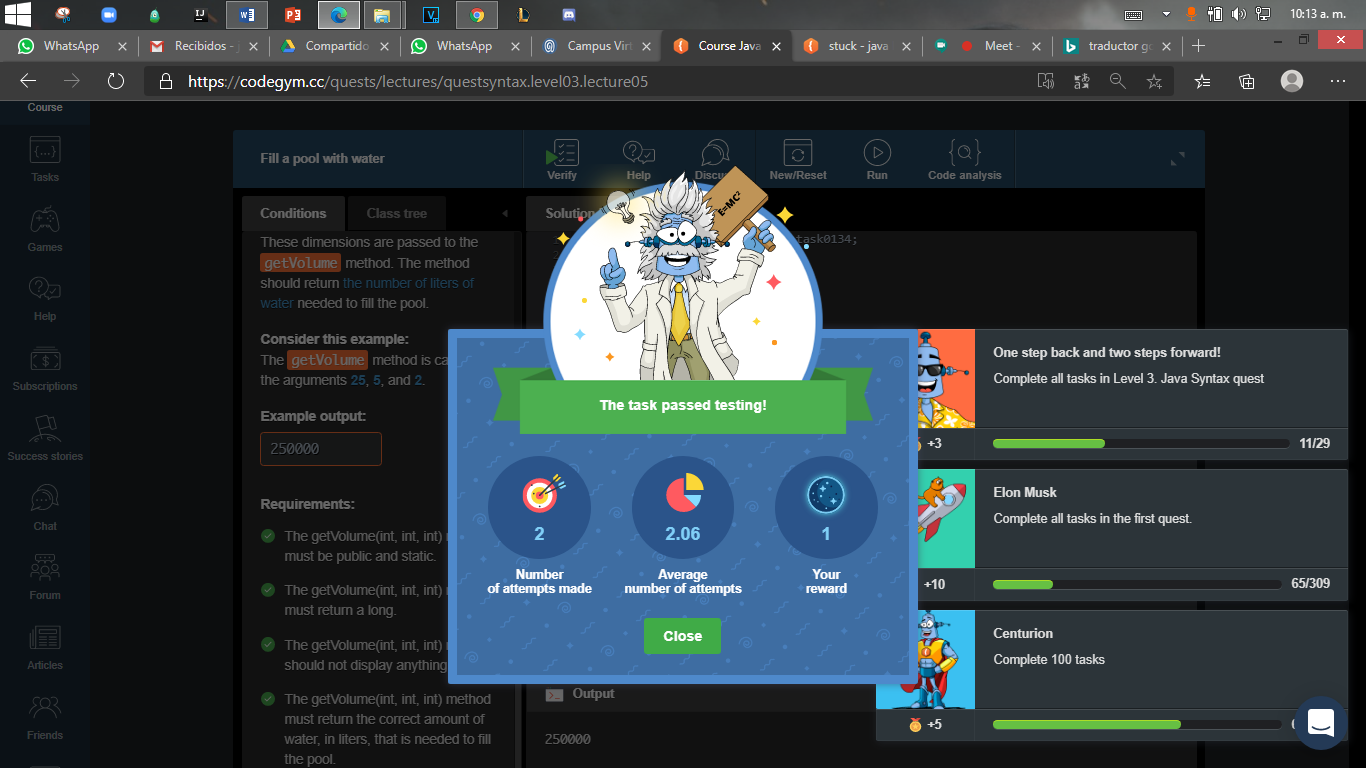 10:13 a. m.
WhatsApp
Recibidos - j
Compartido
WhatsApp
Campus Virt
Course Java
stuck - java
Meet -
traductor go
https://codegym.cc/quests/lectures/questsyntax.level03.lecture05
Course
Tasks
Games
Help
Subscriptions
Success stories
Chat
Forum
Articles
Friends
Fill a pool with water
Verify
Help
Discu
New/Reset
Run
Code analysis
Conditions
Class tree
Solution
These dimensions are passed to the
getVolume method. The method
should return the number of liters of
water needed to fill the pool.
Consider this example:
The getVolume method is ca
the arguments 25, 5, and 2.
Example output:
250000
Requirements:
The getVolume(int, int, int)
must be public and static.
The getVolume(int, int, int)
must return a long.
The getVolume(int, int, int)
should not display anything
The getVolume(int, int, int) method
must return the correct amount of
water, in liters, that is needed to fill
the pool.
task0134;
E=MC²
The task passed testing!
2
Number
of attempts made
2.06
Average
number of attempts
1
Your
reward
Close
Output
250000
One step back and two steps forward!
Complete all tasks in Level 3. Java Syntax quest
+3
11/29
Elon Musk
Complete all tasks in the first quest.
+10
65/309
Centurion
Complete 100 tasks
+5